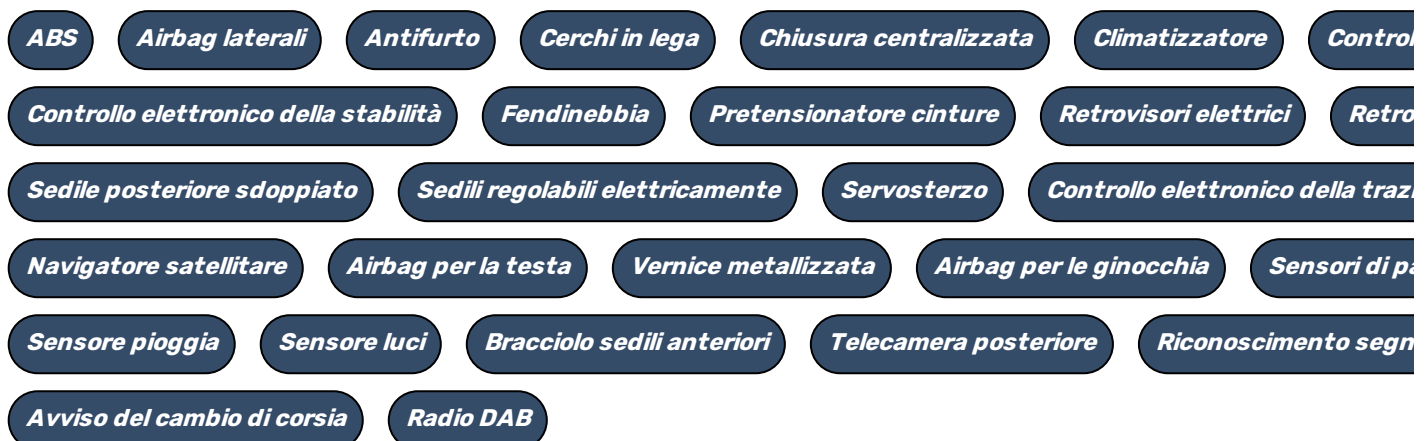 ABS Airbag laterali Antifurto Cerchi in lega Chiusura centralizzata Climatizzatore
Controllo elettronico della stabilità Fendinebbia Pretensionatore cinture Retrovisori elettrici
Sedile posteriore sdoppiato Sedili regolabili elettricamente Servosterzo Controllo elettronico della
Navigatore satellitare Airbag per la testa Vernice metallizzata Airbag per le ginocchia Sensori di
Sensore pioggia Sensore luci Bracciolo sedili anteriori Telecamera posteriore Riconoscimento
Avviso del cambio di corsia Radio DAB